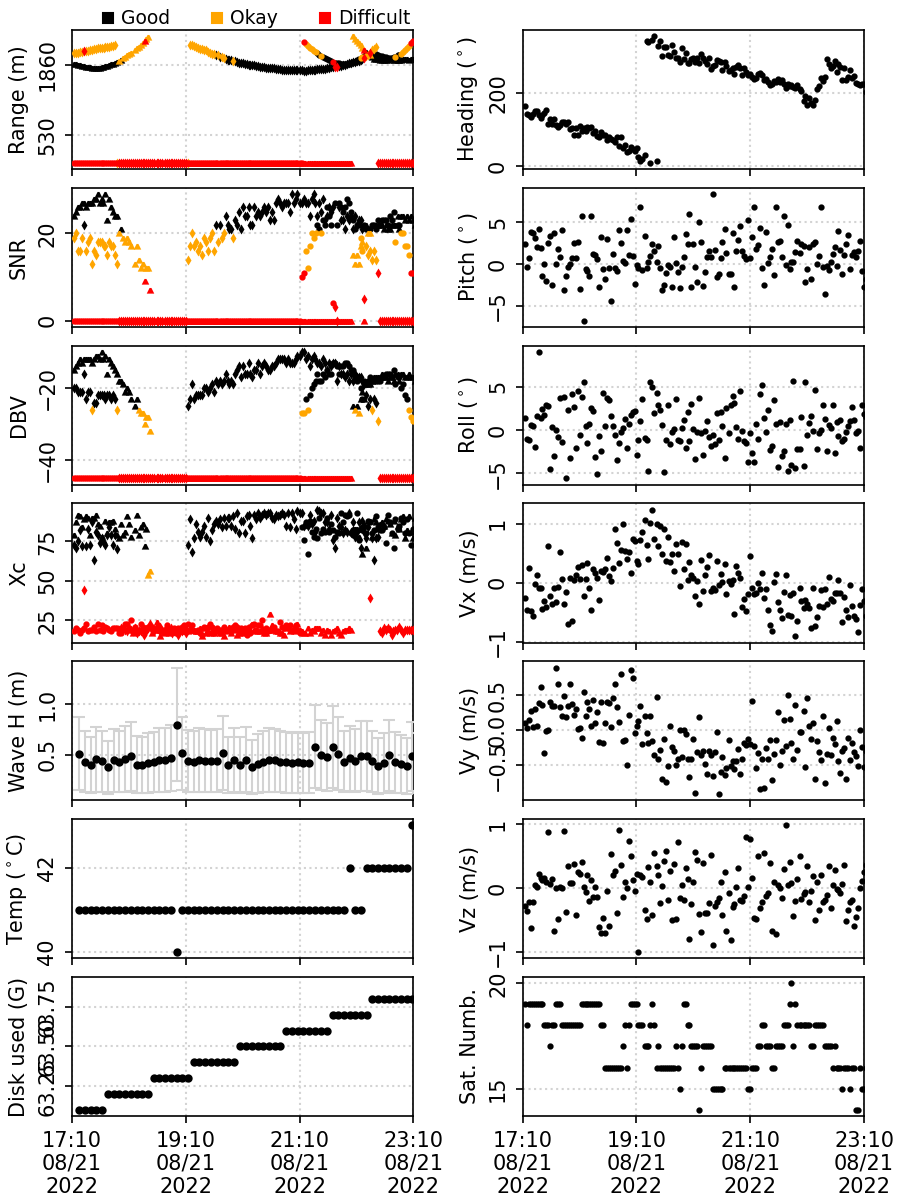 Good Okay Difficult
Range (m)
1860
530
Heading (°)
200
0
SNR
20
0
Pitch (°)
5
0
−5
DBV
−20
−40
Roll (°)
5
0
−5
Xc
75
50
25
Vx (m/s)
1
0
−1
Wave H (m)
1.0
0.5
Vy (m/s)
0.5
0.0
−0.5
Temp (°C)
42
40
Vz (m/s)
1
0
−1
Disk used (G)
63.75
63.50
63.25
Sat. Numb.
20
15
17:10 19:10 21:10 23:10 17:10 19:10 21:10 23:10
08/21 08/21 08/21 08/21 08/21 08/21 08/21 08/21
2022 2022 2022 2022 2022 2022 2022 2022